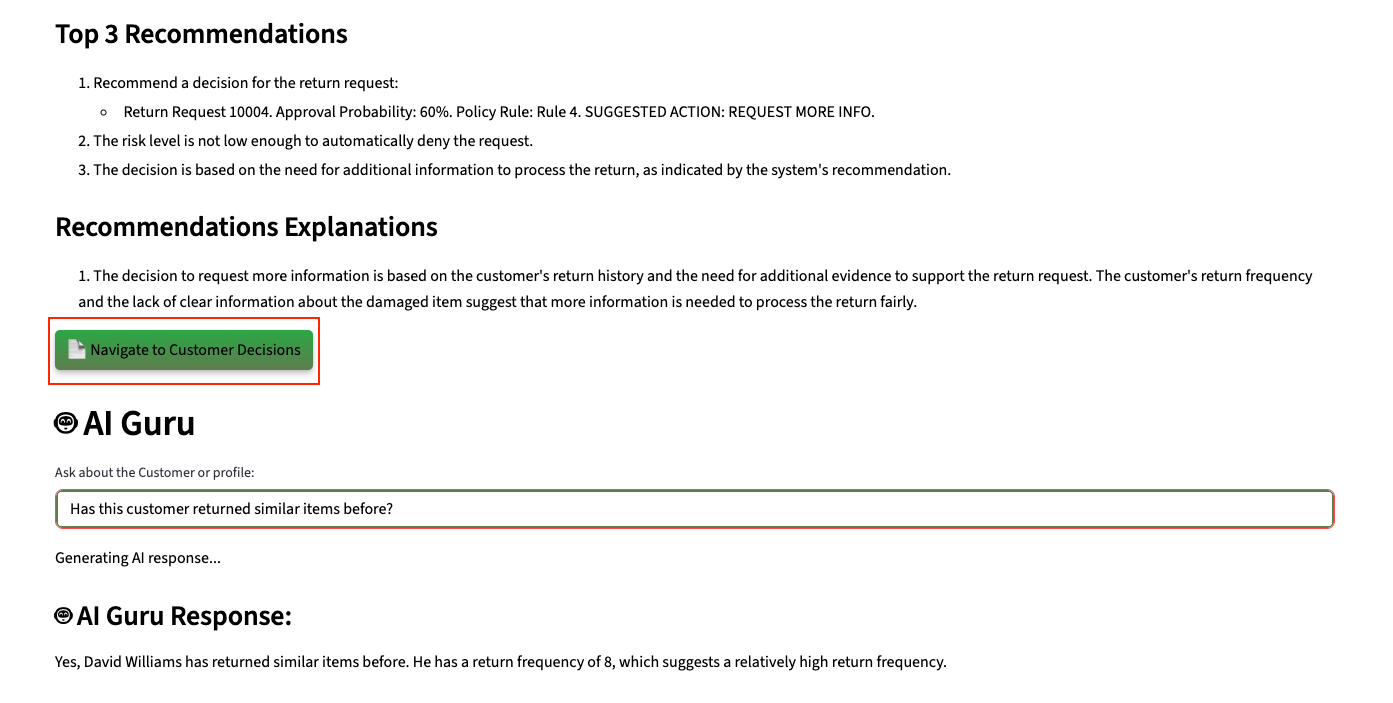 Top 3 Recommendations
1. Recommend a decision for the return request:
Return Request 10004. Approval Probability: 60%. Policy Rule: Rule 4. SUGGESTED ACTION: REQUEST MORE INFO.
2. The risk level is not low enough to automatically deny the request.
3. The decision is based on the need for additional information to process the return, as indicated by the system's recommendation.
Recommendations Explanations
1. The decision to request more information is based on the customer's return history and the need for additional evidence to support the return request. The customer's return frequency
and the lack of clear information about the damaged item suggest that more information is needed to process the return fairly.
Navigate to Customer Decisions
AI Guru
Ask about the Customer or profile:
Has this customer returned similar items before?
Generating AI response...
AI Guru Response:
Yes, David Williams has returned similar items before. He has a return frequency of 8, which suggests a relatively high return frequency.